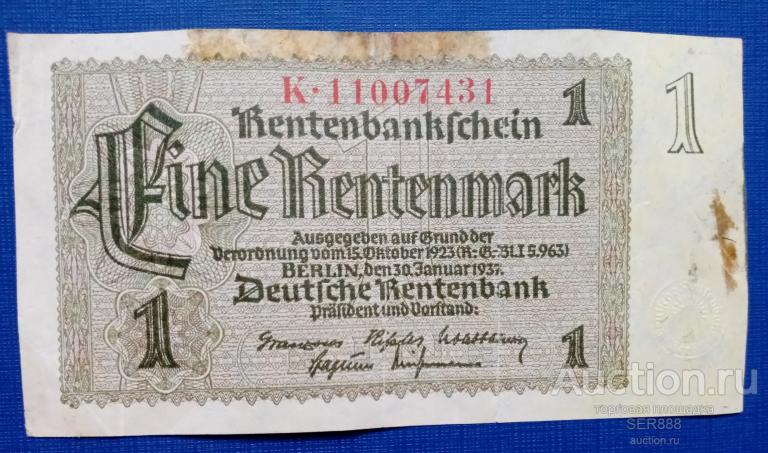 K·11007431
1
1
Rentenbankschein
Eine Rentenmark
Ausgegeben auf Grund der
Verordnung vom 15. Oktober 1923 (R.-G.-Bl I S. 963)
BERLIN, den 30. Januar 1937.
Deutsche Rentenbank
Präsident und Vorstand:
1
1
Auction.ru
торговая площадка
SER888
auction.ru